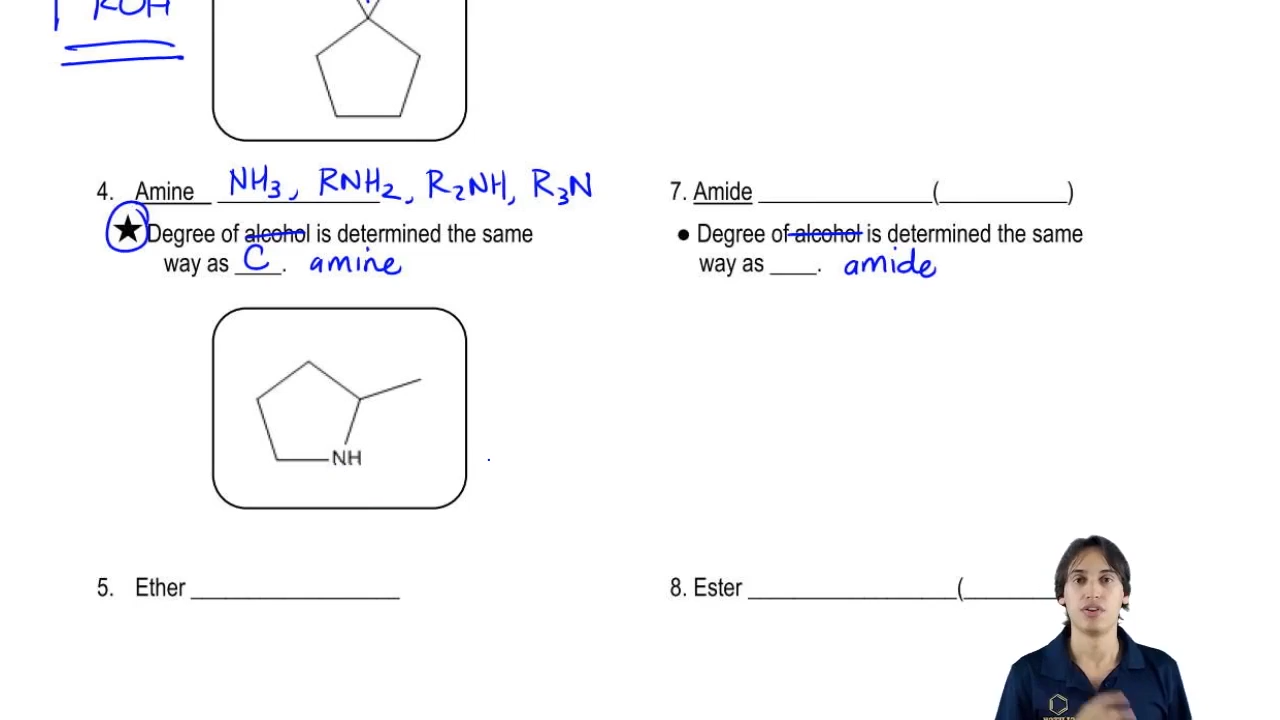 ROH
4. Amine NH3, RNH2, R2NH, R3N
★ Degree of alcohol is determined the same
way as C. amine
NH
5. Ether
7. Amide ( )
● Degree of alcohol is determined the same
way as ____. amide
8. Ester (